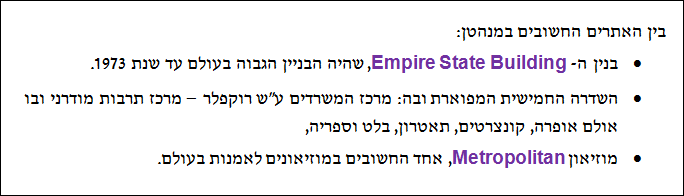 בין האתרים החשובים במנהטן:
• בנין ה- Empire State Building, שהיה הבניין הגבוה בעולם עד שנת 1973.
• השדרה החמישית המפוארת ובה: מרכז המשרדים ע"ש רוקפלר – מרכז תרבות מודרני ובו
אולם אופרה, קונצרטים, תאטרון, בלט וספריה,
• מוזיאון Metropolitan, אחד החשובים במוזיאונים לאמנות בעולם.